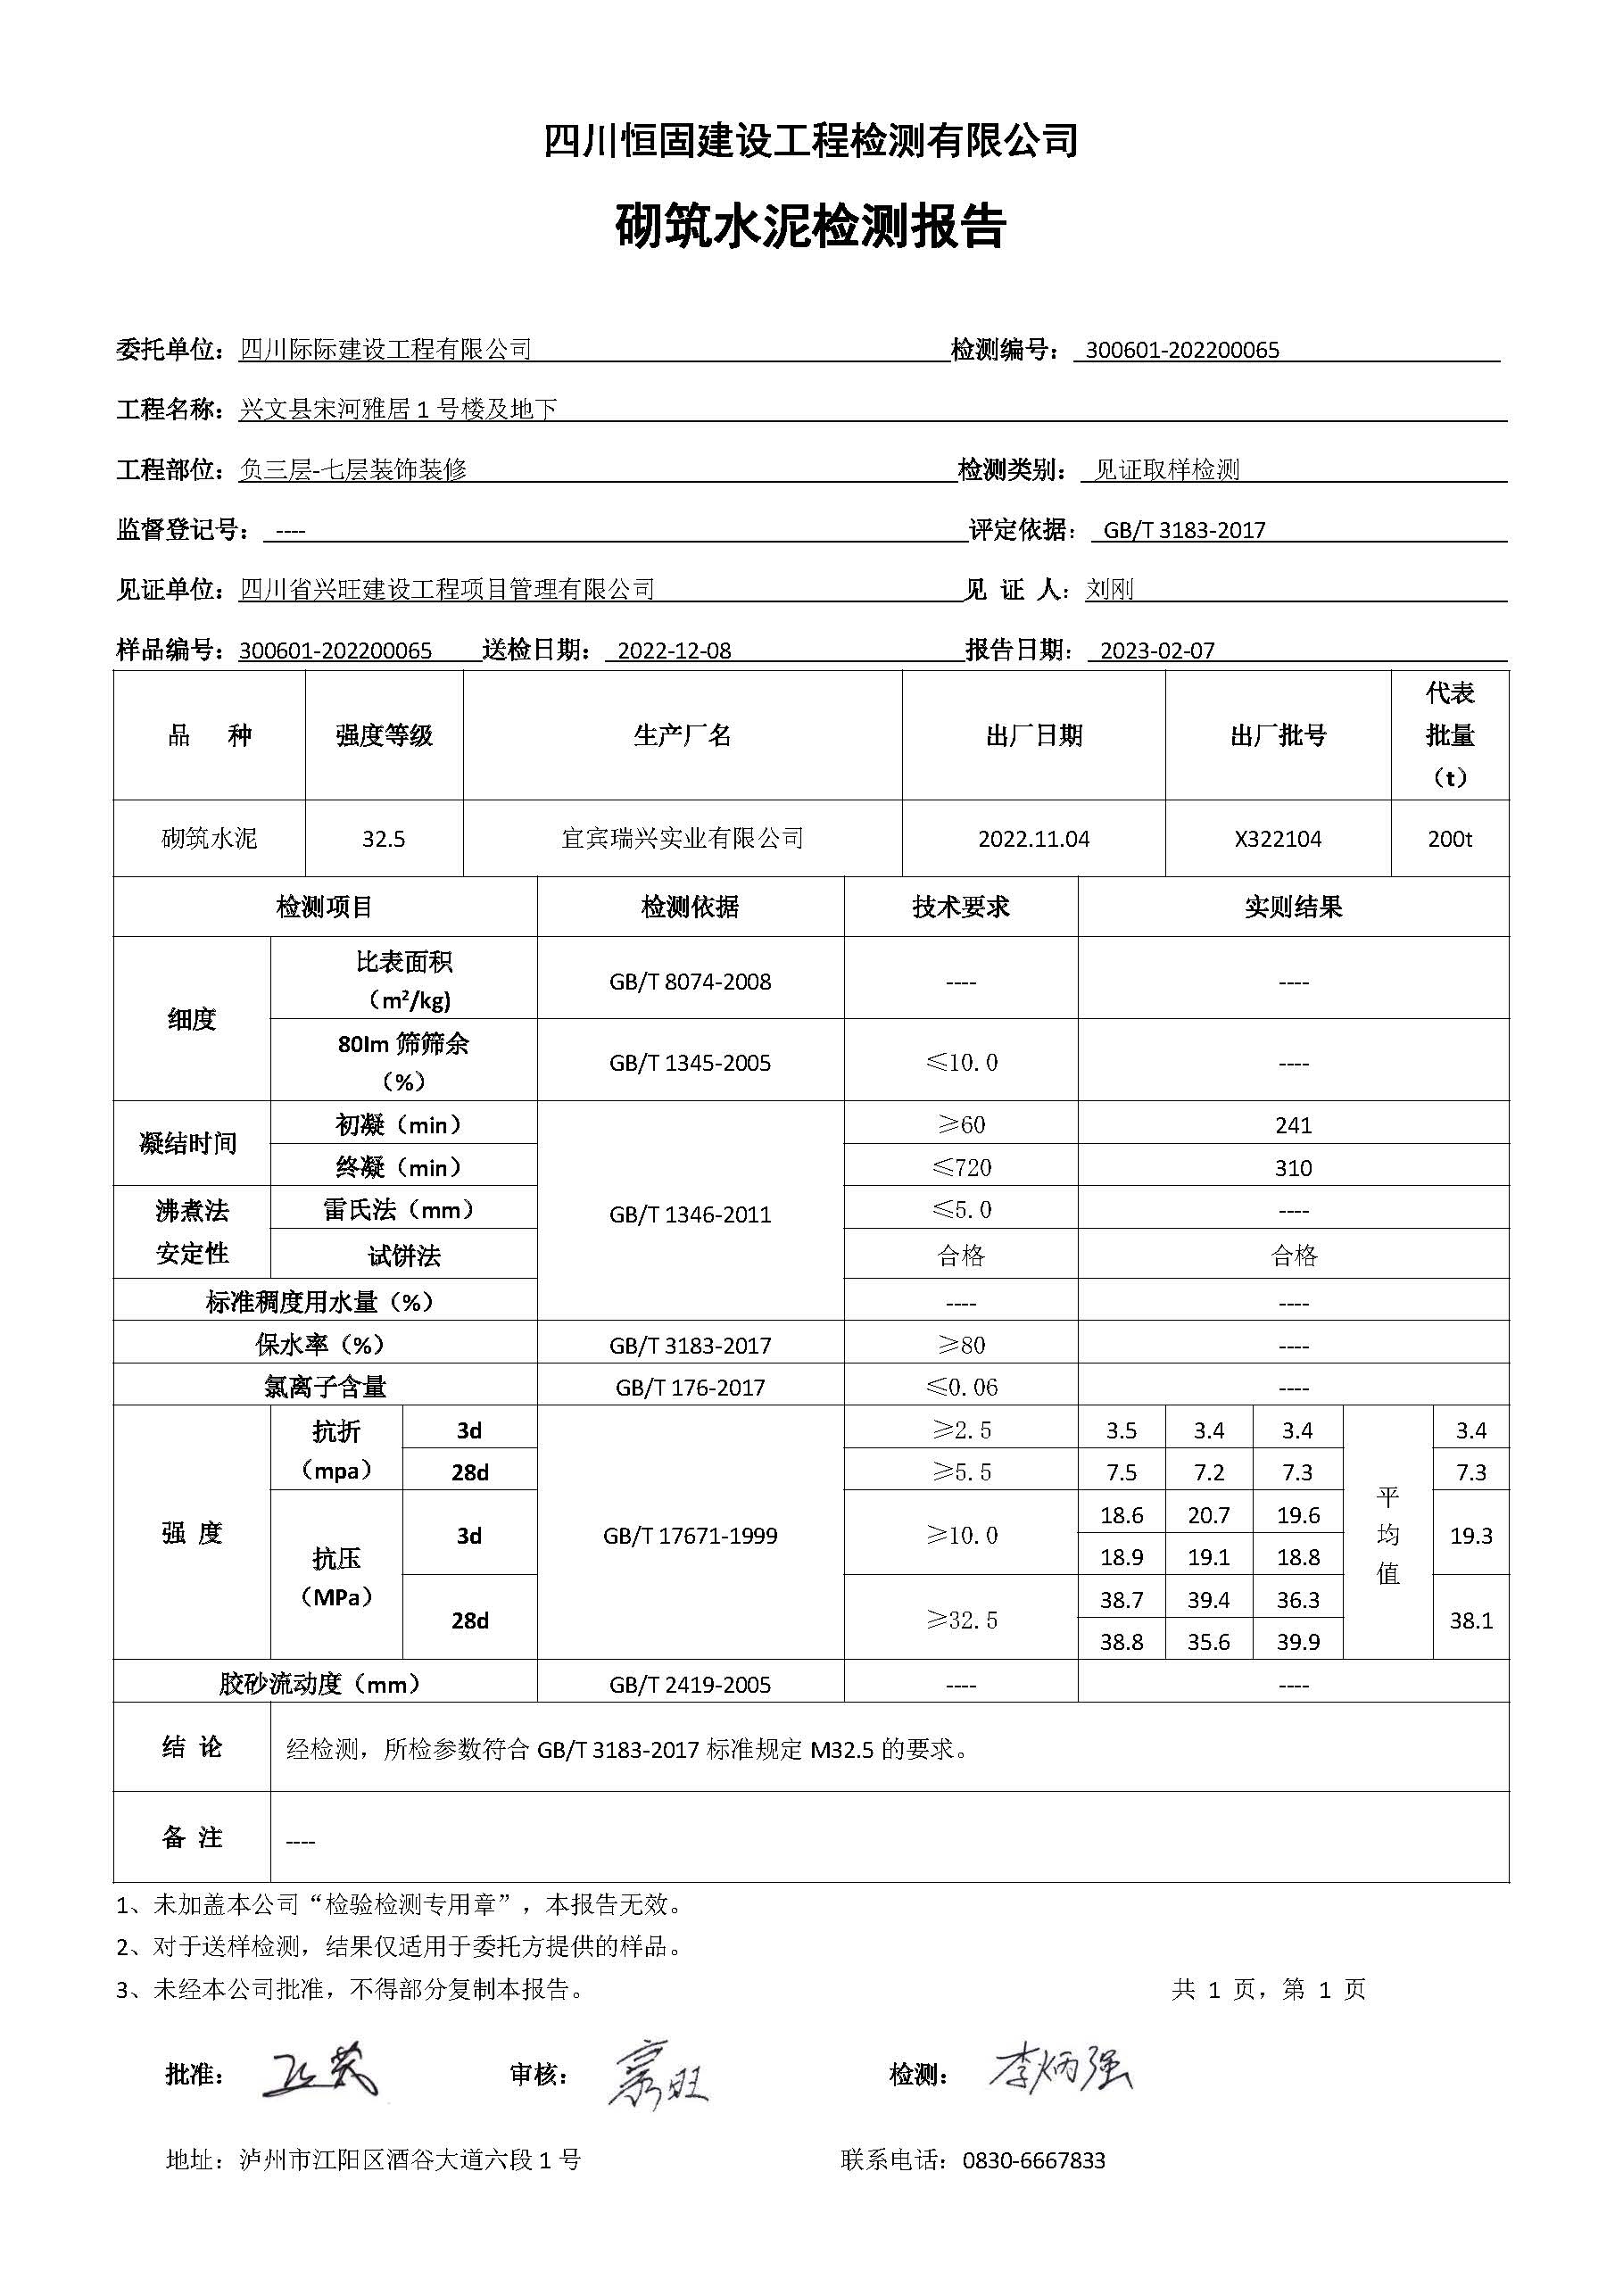 四川恒固建设工程检测有限公司
砌筑水泥检测报告
委托单位：四川际际建设工程有限公司 检测编号： 300601-202200065
工程名称：兴文县宋河雅居 1 号楼及地下
工程部位：负三层-七层装饰装修 检测类别： 见证取样检测
监督登记号： ---- 评定依据： GB/T 3183-2017
见证单位：四川省兴旺建设工程项目管理有限公司 见 证 人：刘刚
样品编号：300601-202200065 送检日期： 2022-12-08 报告日期： 2023-02-07
品 种 强度等级 生产厂名 出厂日期 出厂批号 代表批量（t）
砌筑水泥 32.5 宜宾瑞兴实业有限公司 2022.11.04 X322104 200t
检测项目 检测依据 技术要求 实则结果
细度 比表面积（m²/kg) GB/T 8074-2008 ---- ----
80Im 筛筛余（%） GB/T 1345-2005 ≤10.0 ----
凝结时间 初凝（min） GB/T 1346-2011 ≥60 241
终凝（min） ≤720 310
沸煮法安定性 雷氏法（mm） ≤5.0 ----
试饼法 合格 合格
标准稠度用水量（%） ---- ----
保水率（%） GB/T 3183-2017 ≥80 ----
氯离子含量 GB/T 176-2017 ≤0.06 ----
强 度 抗折（mpa） 3d GB/T 17671-1999 ≥2.5 3.5 3.4 3.4 平均值 3.4
28d ≥5.5 7.5 7.2 7.3 7.3
抗压（MPa） 3d ≥10.0 18.6 20.7 19.6 19.3
18.9 19.1 18.8
28d ≥32.5 38.7 39.4 36.3 38.1
38.8 35.6 39.9
胶砂流动度（mm） GB/T 2419-2005 ---- ----
结 论 经检测，所检参数符合 GB/T 3183-2017 标准规定 M32.5 的要求。
备 注 ----
1、未加盖本公司“检验检测专用章”，本报告无效。
2、对于送样检测，结果仅适用于委托方提供的样品。
3、未经本公司批准，不得部分复制本报告。 共 1 页，第 1 页
批准： 审核： 检测： 李炳强
地址：泸州市江阳区酒谷大道六段 1 号 联系电话：0830-6667833